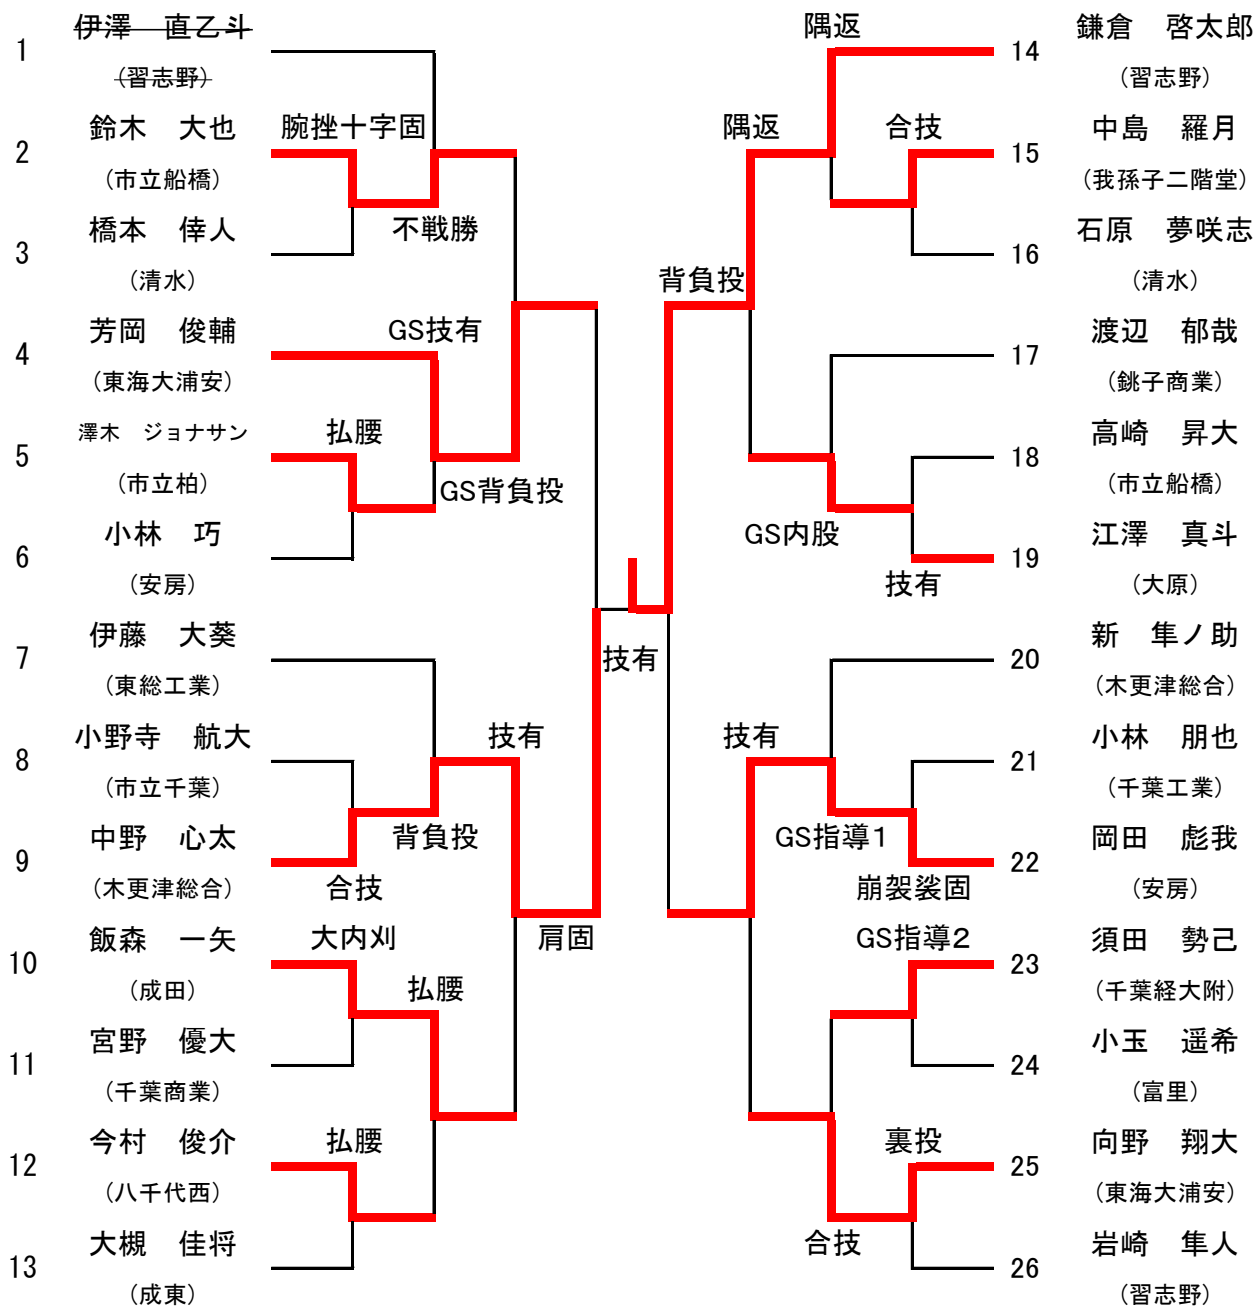 伊澤　直乙斗
1
(習志野)
鈴木　大也
2
(市立船橋)
橋本　倖人
3
(清水)
芳岡　俊輔
4
(東海大浦安)
澤木　ジョナサン
5
(市立柏)
小林　巧
6
(安房)
伊藤　大葵
7
(東総工業)
小野寺　航大
8
(市立千葉)
中野　心太
9
(木更津総合)
飯森　一矢
10
(成田)
宮野　優大
11
(千葉商業)
今村　俊介
12
(八千代西)
大槻　佳将
13
(成東)
腕挫十字固
不戦勝
GS技有
払腰
GS背負投
技有
背負投
合技
大内刈
肩固
払腰
払腰
技有
隅返
隅返
合技
背負投
GS内股
技有
技有
GS指導1
崩袈裟固
GS指導2
裏投
合技
鎌倉　啓太郎
14
(習志野)
中島　羅月
15
(我孫子二階堂)
石原　夢咲志
16
(清水)
渡辺　郁哉
17
(銚子商業)
高崎　昇大
18
(市立船橋)
江澤　真斗
19
(大原)
新　隼ノ助
20
(木更津総合)
小林　朋也
21
(千葉工業)
岡田　彪我
22
(安房)
須田　勢己
23
(千葉経大附)
小玉　遥希
24
(富里)
向野　翔大
25
(東海大浦安)
岩崎　隼人
26
(習志野)